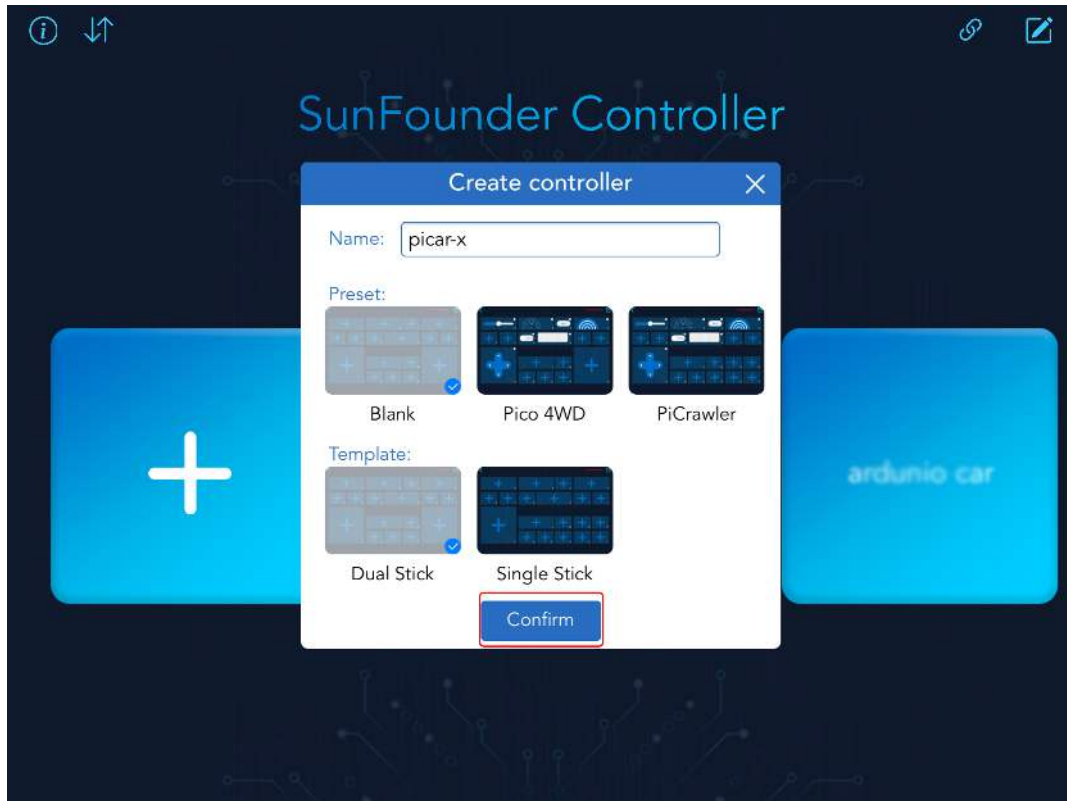 SunFounder Controller
Create controller
Name: picar-x
Preset:
Blank Pico 4WD PiCrawler
Template:
ardunio car
Dual Stick Single Stick
Confirm